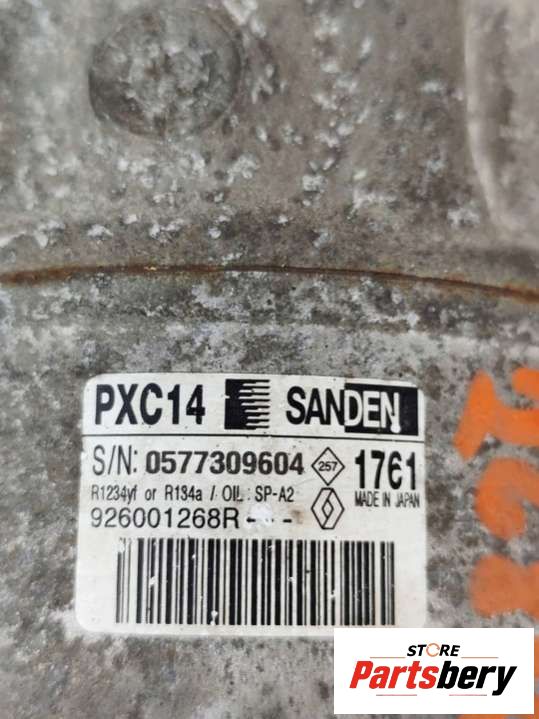 PXC14 SANDEN
S/N: 0577309604 257 1761
R1234yf or R134a / OIL: SP-A2 MADE IN JAPAN
926001268R - - -
STORE
Partsbery